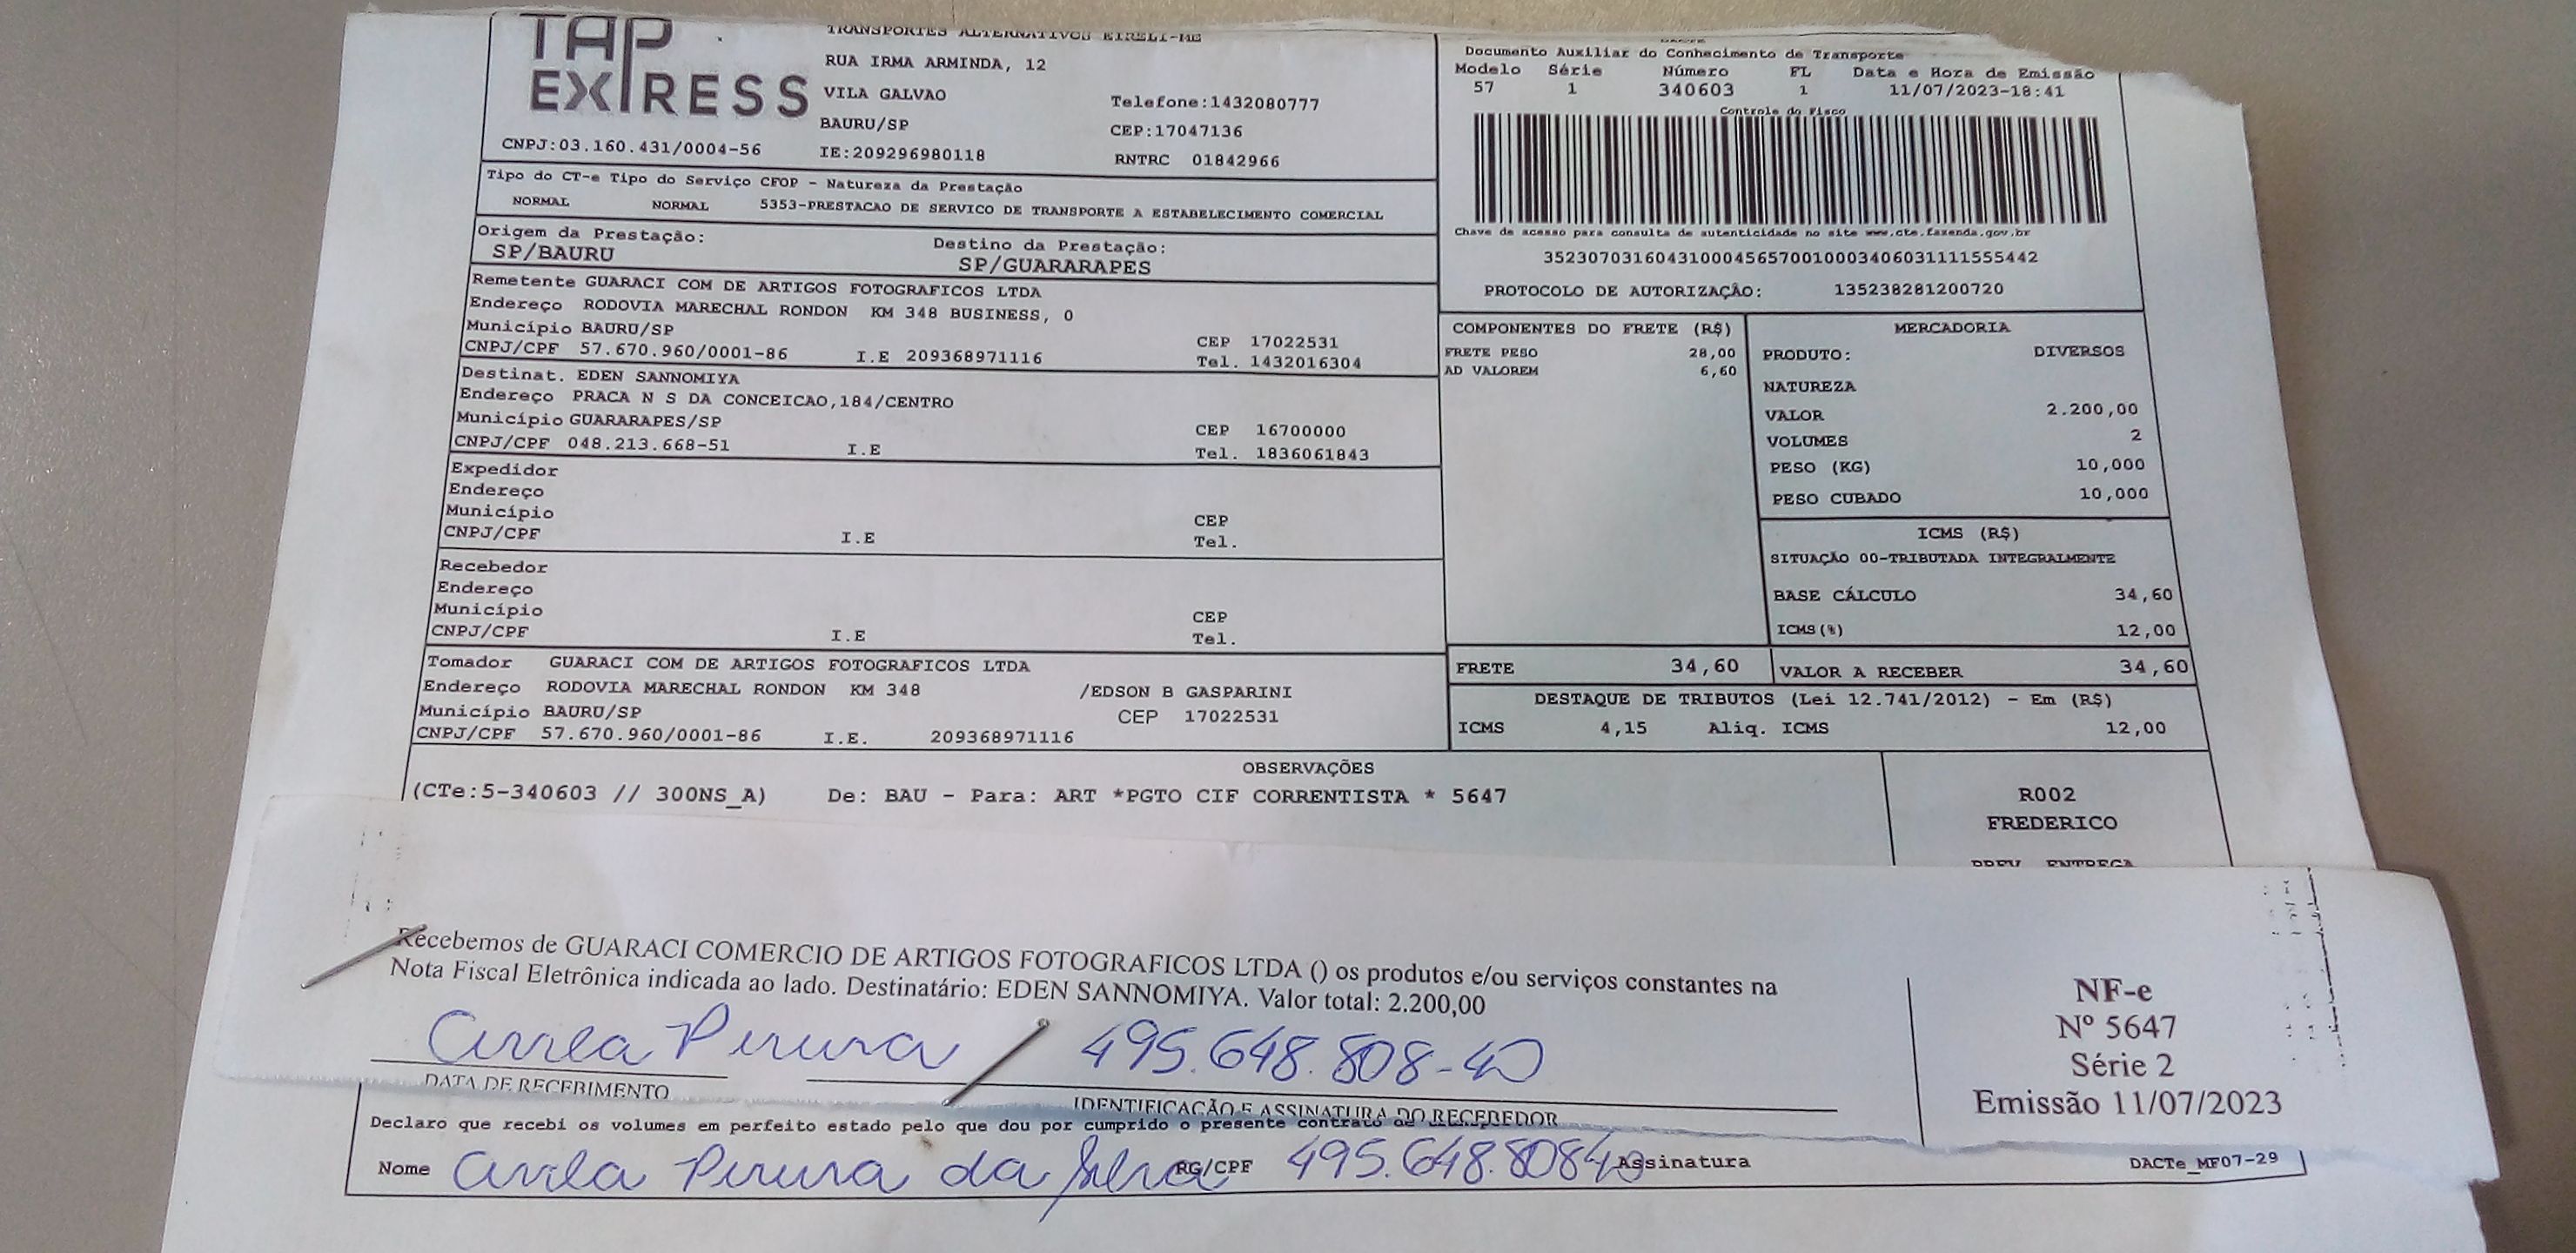 TAP
EXPRESS
TRANSPORTES ALTERNATIVOS EIRELI-ME
RUA IRMA ARMINDA, 12
VILA GALVAO Telefone:1432080777
BAURU/SP CEP:17047136
CNPJ:03.160.431/0004-56 IE:209296980118 RNTRC 01842966
Documento Auxiliar do Conhecimento de Transporte
Modelo Série Número FL Data e Hora de Emissão
57 1 340603 1 11/07/2023-18:41
Controle do Fisco
Chave de acesso para consulta de autenticidade no site www.cte.fazenda.gov.br
35230703160431000456570010003406031111555442
PROTOCOLO DE AUTORIZAÇÃO: 135238281200720
Tipo do CT-e Tipo do Serviço CFOP - Natureza da Prestação
NORMAL NORMAL 5353-PRESTACAO DE SERVICO DE TRANSPORTE A ESTABELECIMENTO COMERCIAL
Origem da Prestação: Destino da Prestação:
SP/BAURU SP/GUARARAPES
Remetente GUARACI COM DE ARTIGOS FOTOGRAFICOS LTDA
Endereço RODOVIA MARECHAL RONDON KM 348 BUSINESS, 0
Município BAURU/SP CEP 17022531
CNPJ/CPF 57.670.960/0001-86 I.E 209368971116 Tel. 1432016304
Destinat. EDEN SANNOMIYA
Endereço PRACA N S DA CONCEICAO,184/CENTRO
Município GUARARAPES/SP CEP 16700000
CNPJ/CPF 048.213.668-51 I.E Tel. 1836061843
Expedidor
Endereço
Município CEP
CNPJ/CPF I.E Tel.
Recebedor
Endereço
Município CEP
CNPJ/CPF I.E Tel.
Tomador GUARACI COM DE ARTIGOS FOTOGRAFICOS LTDA
Endereço RODOVIA MARECHAL RONDON KM 348 /EDSON B GASPARINI
Município BAURU/SP CEP 17022531
CNPJ/CPF 57.670.960/0001-86 I.E. 209368971116
COMPONENTES DO FRETE (R$)
FRETE PESO 28,00
AD VALOREM 6,60
MERCADORIA
PRODUTO: DIVERSOS
NATUREZA
VALOR 2.200,00
VOLUMES 2
PESO (KG) 10,000
PESO CUBADO 10,000
ICMS (R$)
SITUAÇÃO 00-TRIBUTADA INTEGRALMENTE
BASE CÁLCULO 34,60
ICMS(%) 12,00
FRETE 34,60 VALOR A RECEBER 34,60
DESTAQUE DE TRIBUTOS (Lei 12.741/2012) - Em (R$)
ICMS 4,15 Aliq. ICMS 12,00
OBSERVAÇÕES
(CTe:5-340603 // 300NS_A) De: BAU - Para: ART *PGTO CIF CORRENTISTA * 5647
R002
FREDERICO
PREV. ENTREGA
Recebemos de GUARACI COMERCIO DE ARTIGOS FOTOGRAFICOS LTDA () os produtos e/ou serviços constantes na
Nota Fiscal Eletrônica indicada ao lado. Destinatário: EDEN SANNOMIYA. Valor total: 2.200,00
495.648.808-40
DATA DE RECEBIMENTO
IDENTIFICAÇÃO E ASSINATURA DO RECEBEDOR
NF-e
Nº 5647
Série 2
Emissão 11/07/2023
Declaro que recebi os volumes em perfeito estado pelo que dou por cumprido o presente contrato de
Nome da Silva RG/CPF 495.648.80840 Assinatura
DACTe_MF07-29